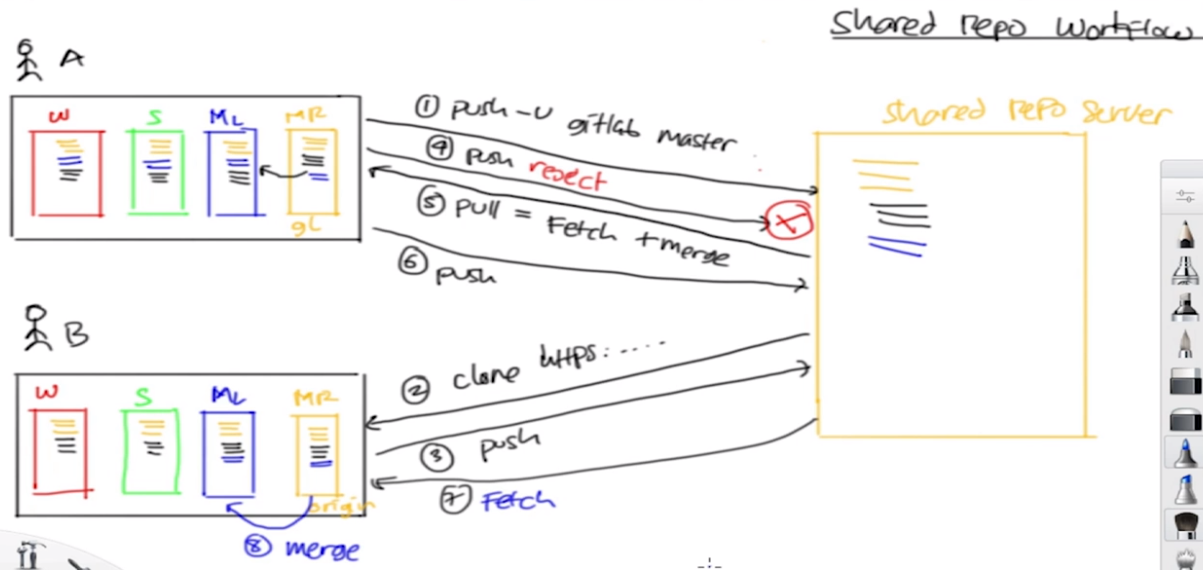 Shared repo workflow
A
W S ML MR
gL
① push -u gitlab master
④ push reject
⑤ pull = Fetch + merge
⑥ push
shared repo server
B
W S ML MR
origin
② clone https:.....
③ push
⑦ Fetch
⑧ merge